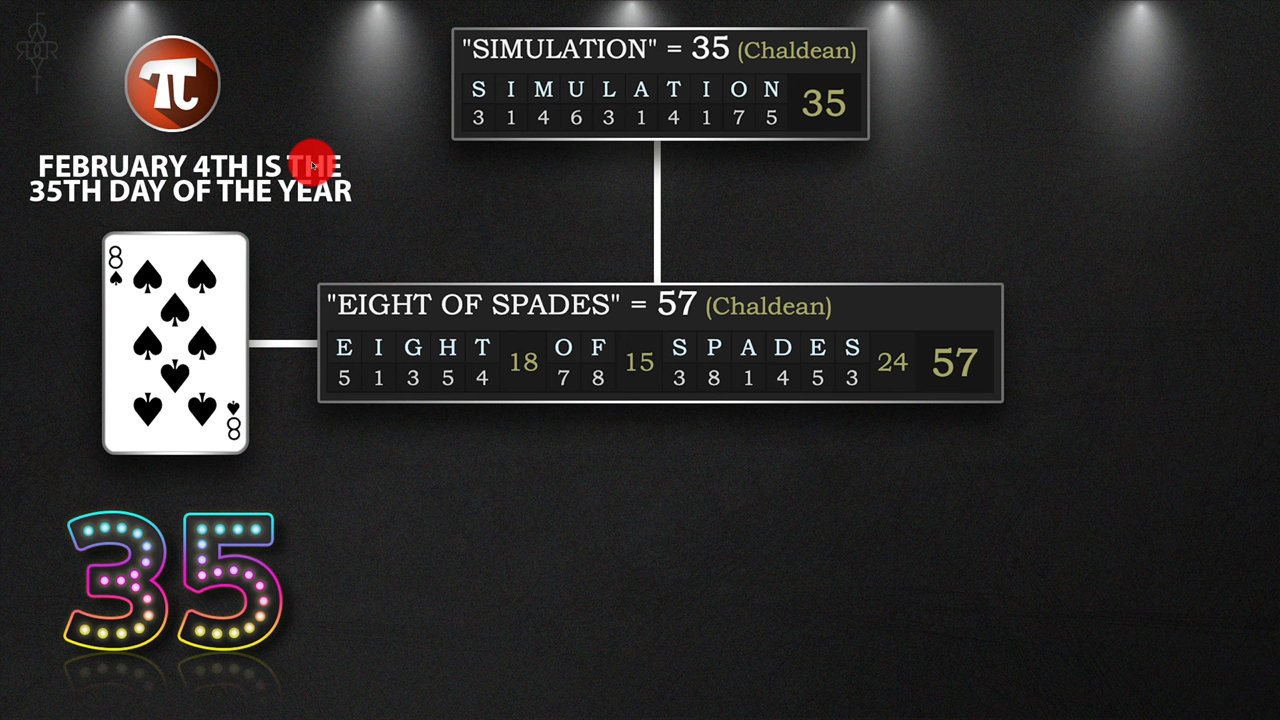 π
FEBRUARY 4TH IS THE
35TH DAY OF THE YEAR
"SIMULATION" = 35 (Chaldean)
S I M U L A T I O N 35
3 1 4 6 3 1 4 1 7 5
8
8
"EIGHT OF SPADES" = 57 (Chaldean)
E I G H T 18 O F 15 S P A D E S 24 57
5 1 3 5 4 7 8 3 8 1 4 5 3
35